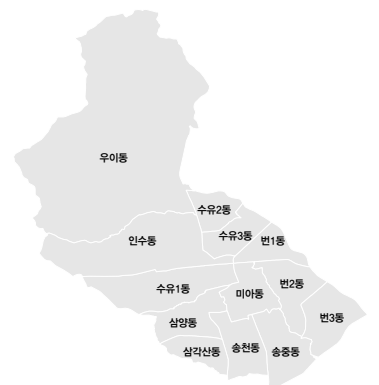 우이동
수유2동
수유3동
번1동
인수동
번2동
수유1동
미아동
번3동
삼양동
송천동
삼각산동
송중동